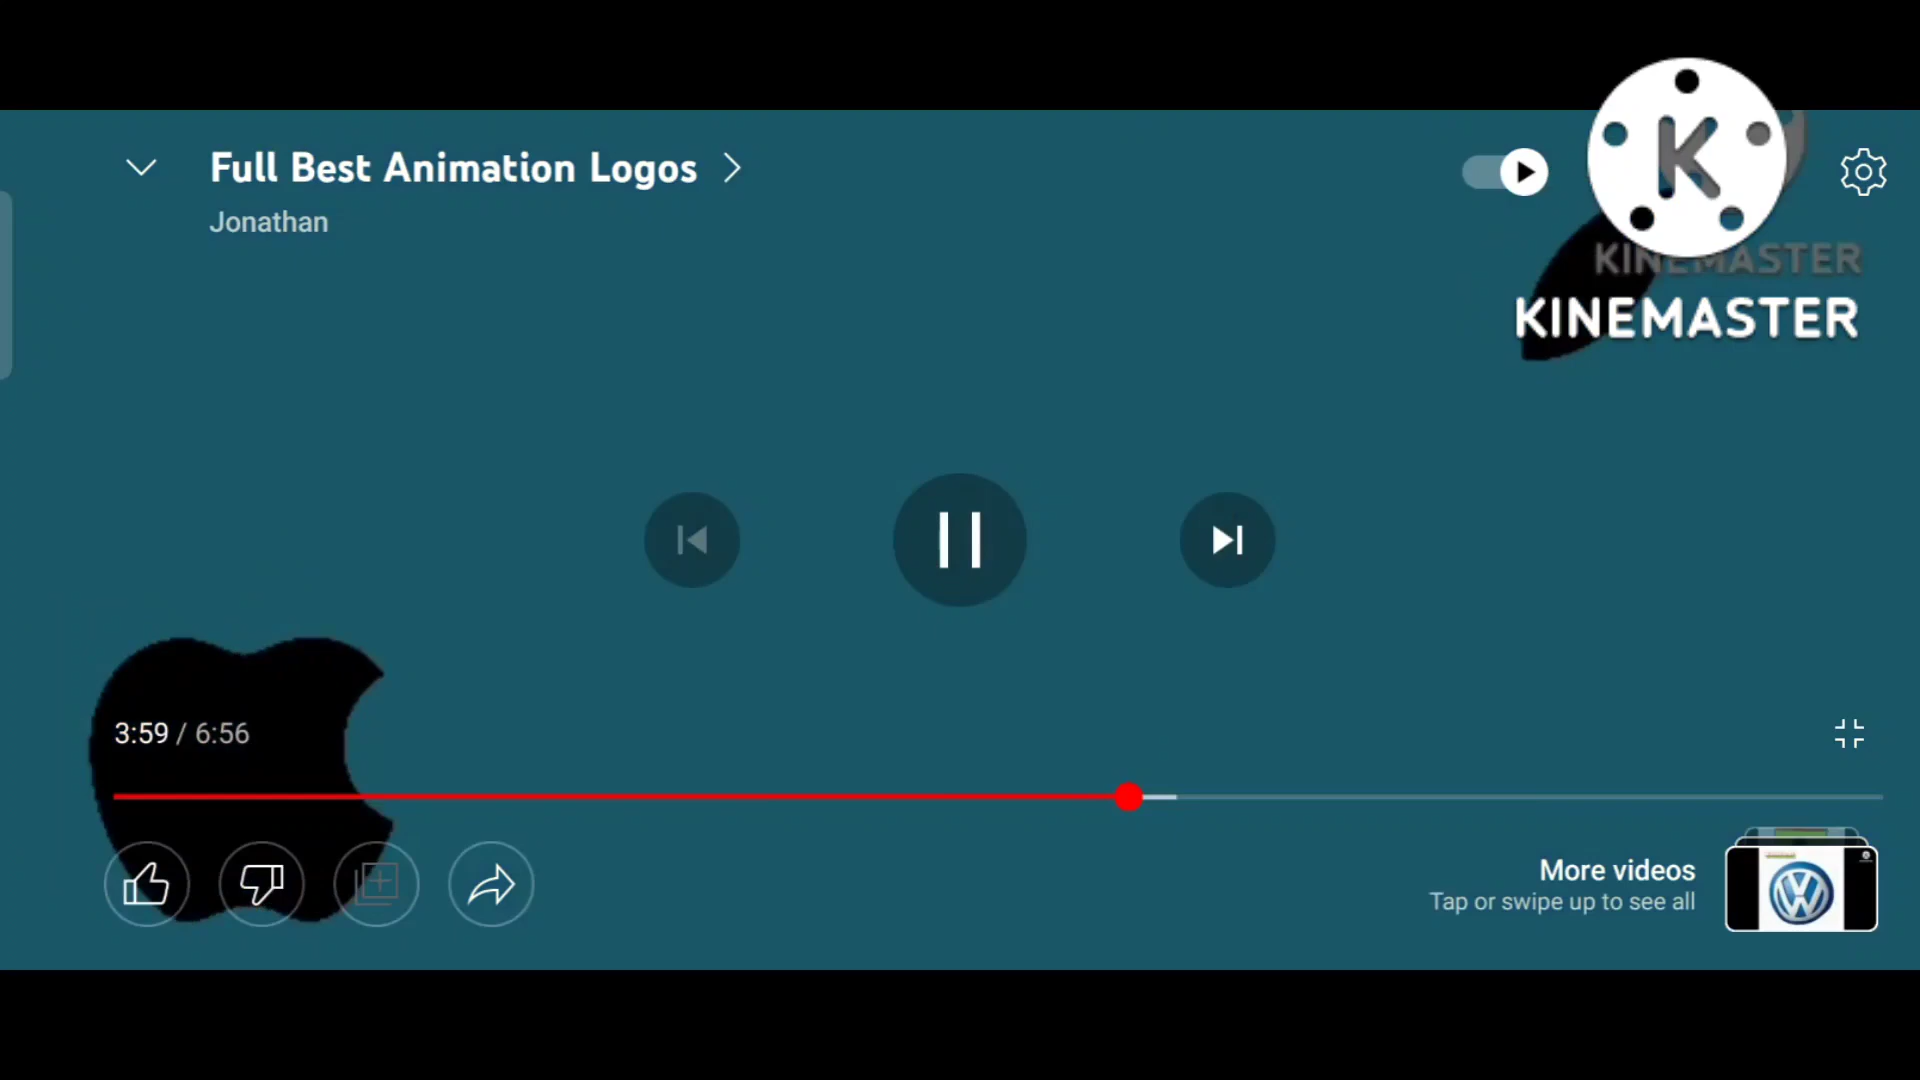 Full Best Animation Logos
Jonathan
K
KINEMASTER
KINEMASTER
3:59 / 6:56
More videos
Tap or swipe up to see all